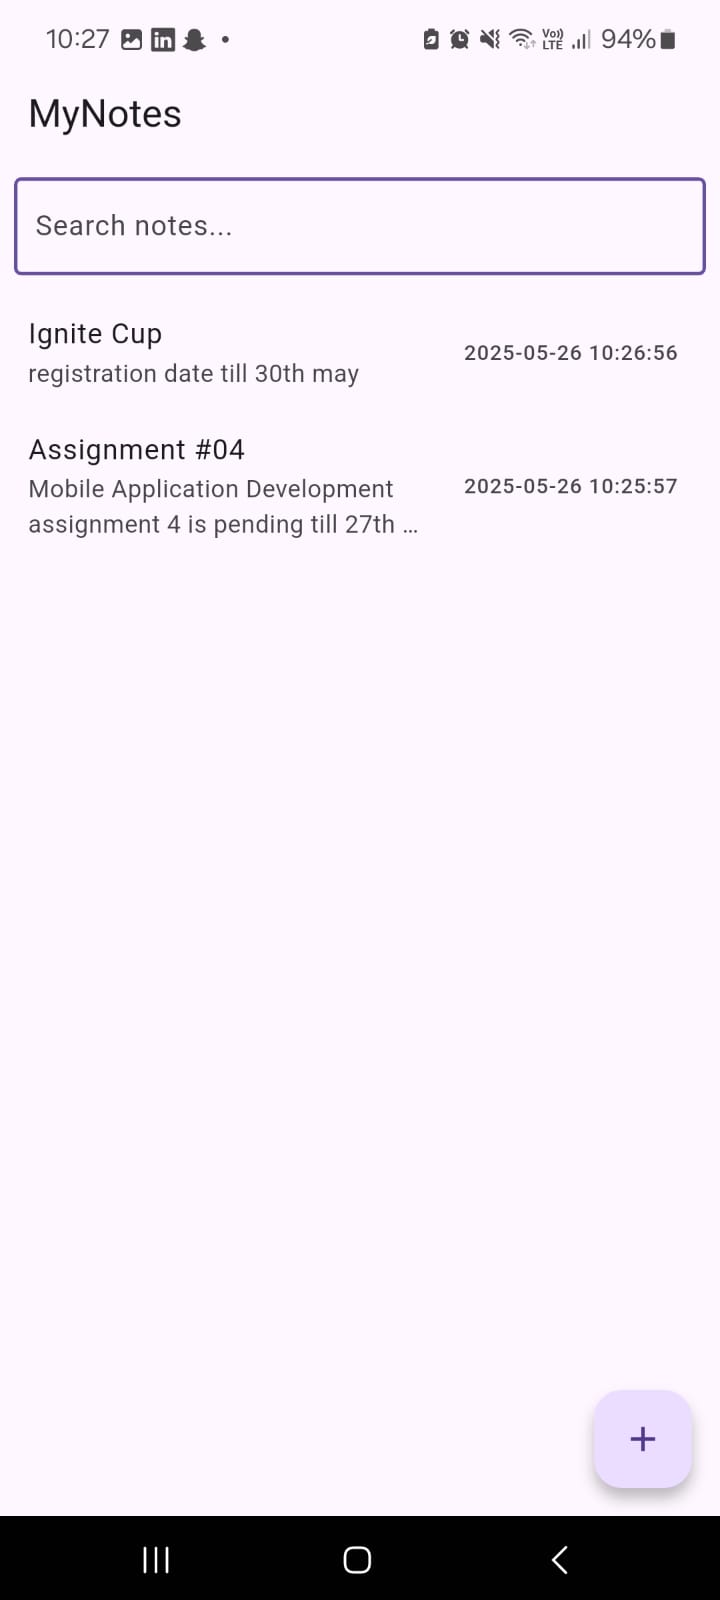 10:27
Vo)) LTE 94%
MyNotes
Search notes...
Ignite Cup
registration date till 30th may
2025-05-26 10:26:56
Assignment #04
Mobile Application Development
assignment 4 is pending till 27th ...
2025-05-26 10:25:57